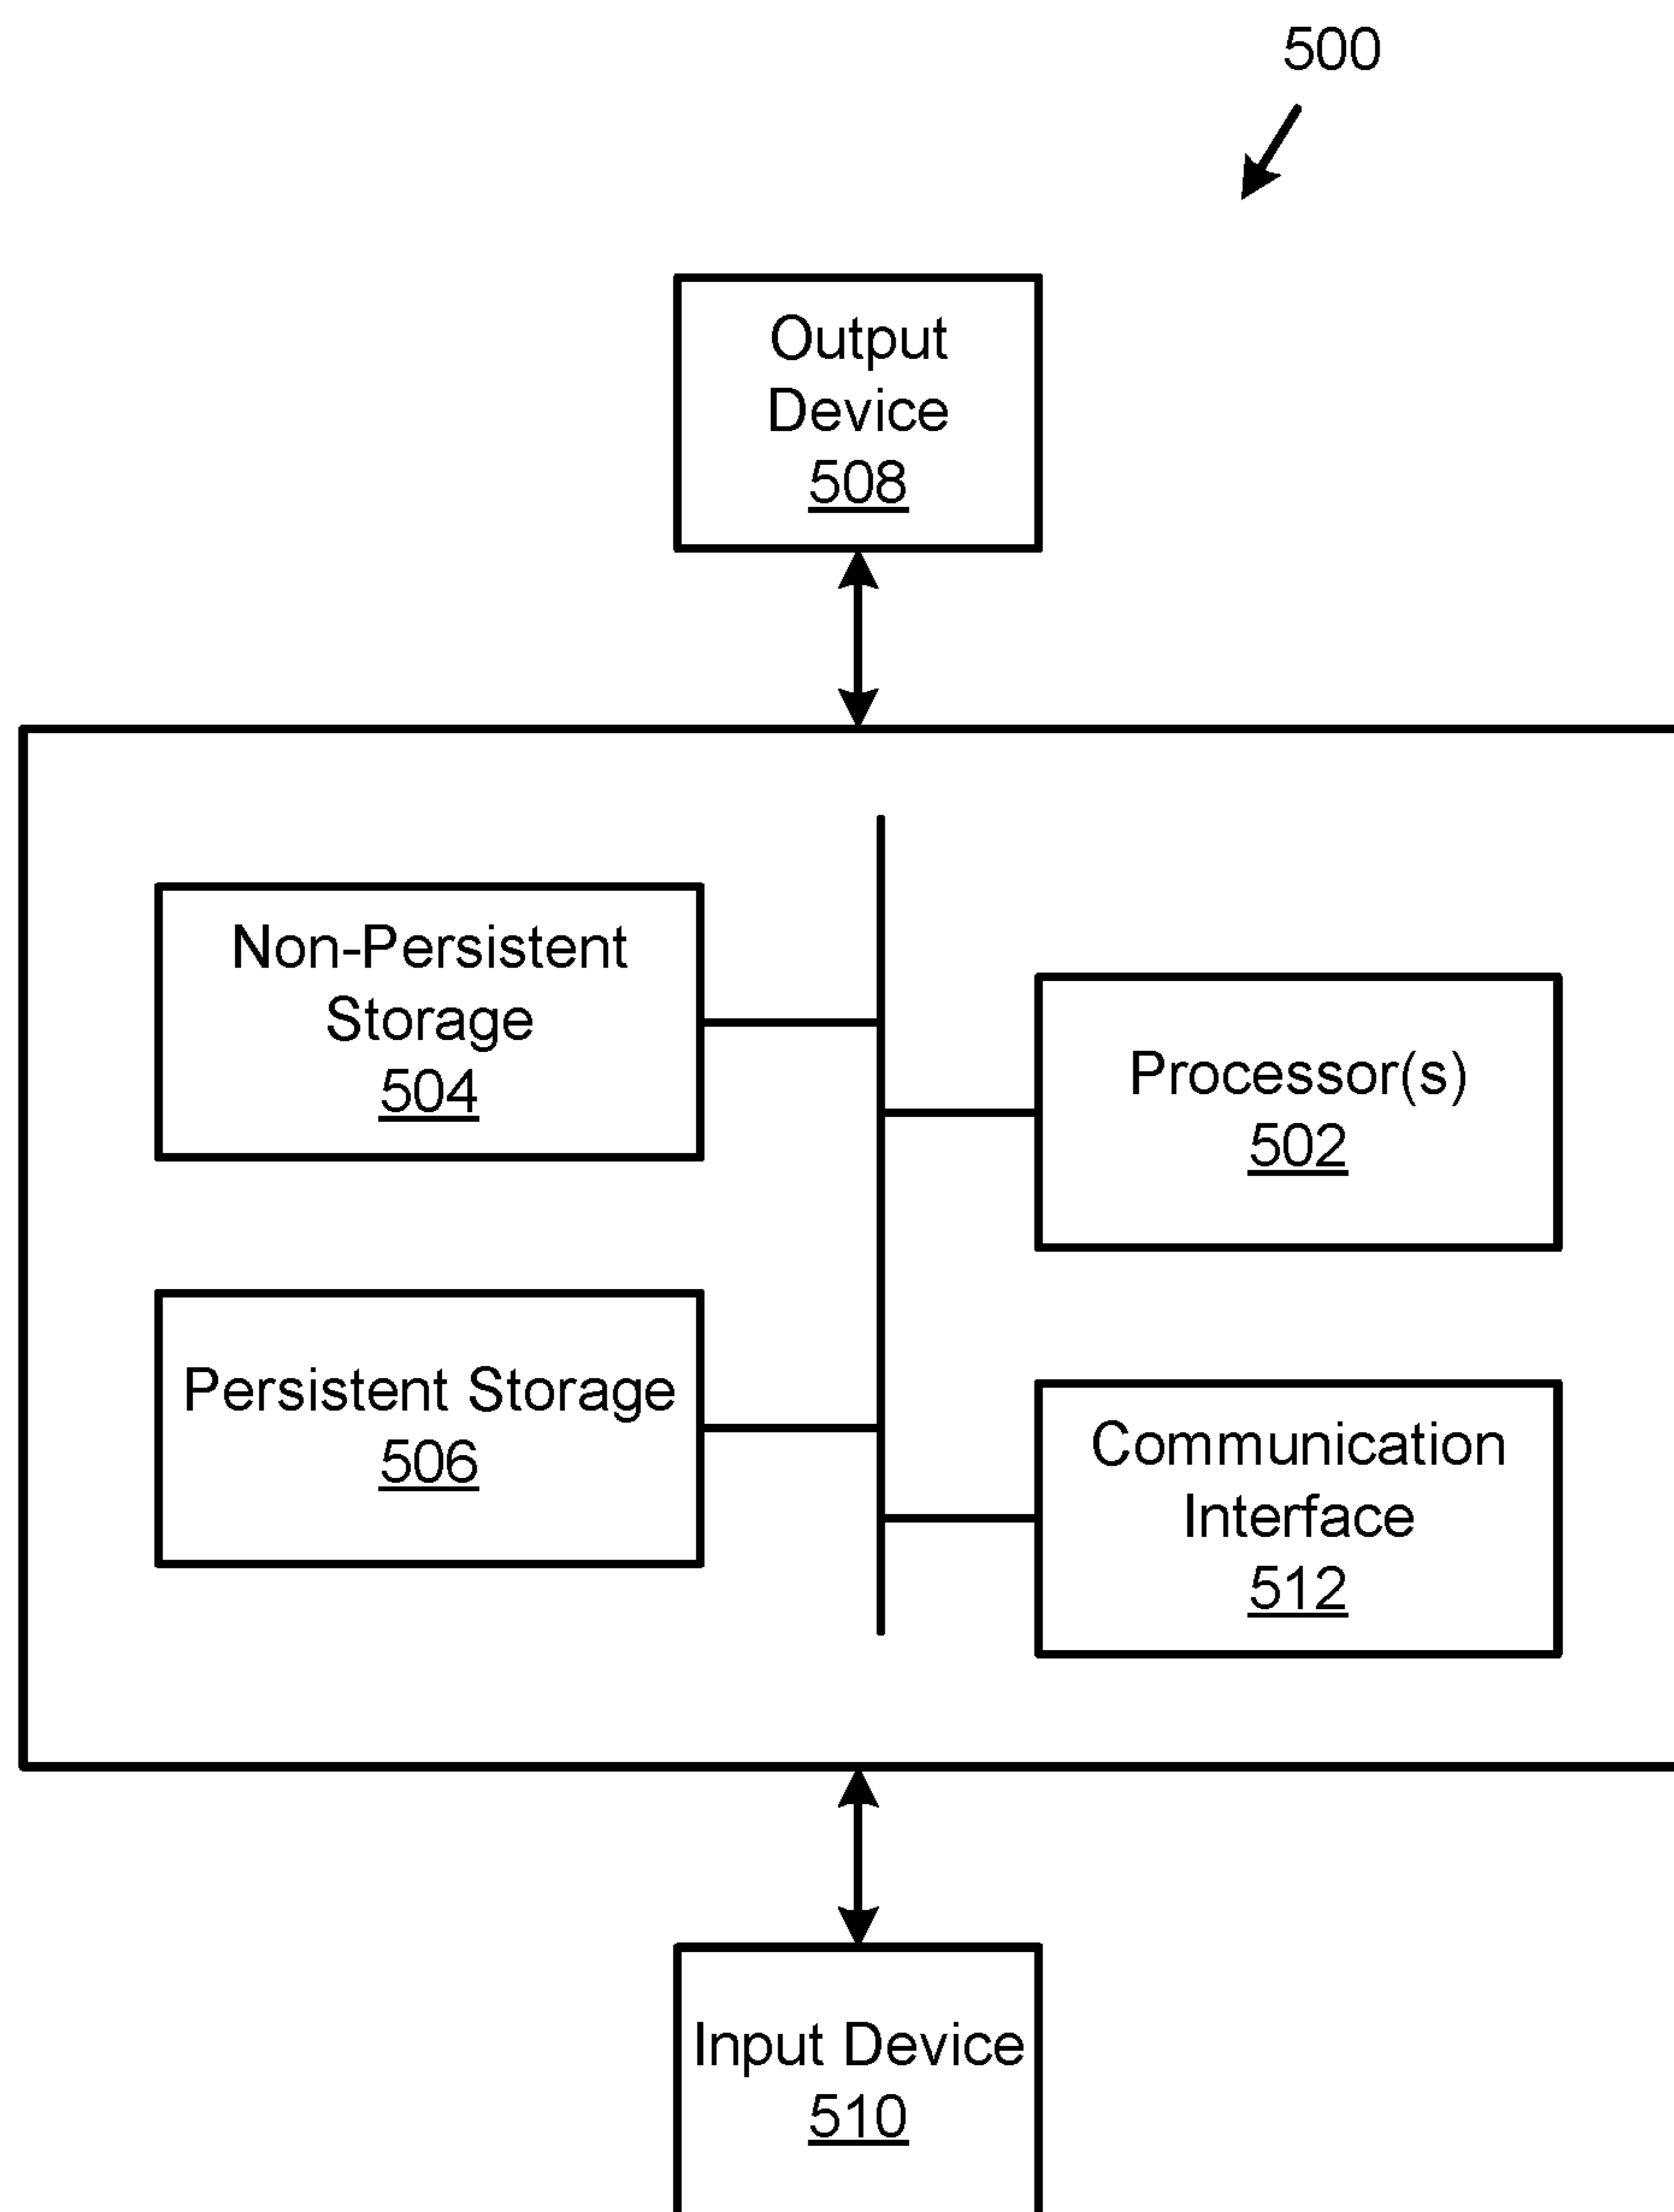 500
Output
Device
508
Non-Persistent
Storage
504
Processor(s)
502
Persistent Storage
506
Communication
Interface
512
Input Device
510